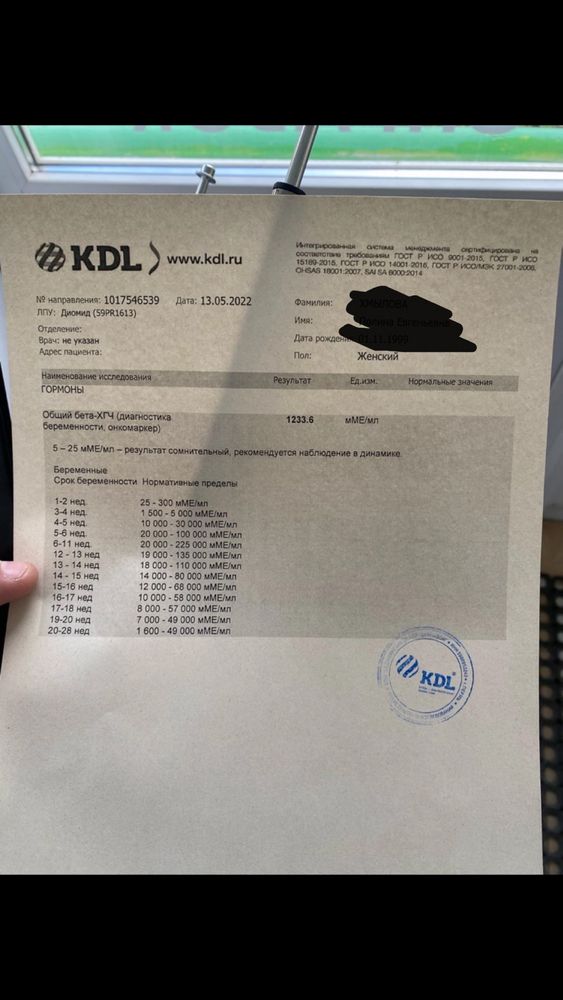 KDL www.kdl.ru
Интегрированная система менеджмента сертифицирована на
соответствие требованиям ГОСТ Р ИСО 9001-2015, ГОСТ Р ИСО
15189-2015, ГОСТ Р ИСО 14001-2016, ГОСТ Р ИСО/МЭК 27001-2006,
OHSAS 18001:2007, SAI SA 8000:2014
№ направления: 1017546539 Дата: 13.05.2022
ЛПУ: Диомид (59PR1613)
Отделение:
Врач: не указан
Адрес пациента:
Фамилия:
Имя:
Дата рожден
Пол: Женский
Наименование исследования Результат Ед.изм. Нормальные значения
ГОРМОНЫ
Общий бета-ХГЧ (диагностика
беременности, онкомаркер) 1233.6 мМЕ/мл
5 – 25 мМЕ/мл – результат сомнительный, рекомендуется наблюдение в динамике.
Беременные
Срок беременности Нормативные пределы
1-2 нед. 25 - 300 мМЕ/мл
3-4 нед. 1 500 - 5 000 мМЕ/мл
4-5 нед. 10 000 - 30 000 мМЕ/мл
5-6 нед. 20 000 - 100 000 мМЕ/мл
6-11 нед. 20 000 - 225 000 мМЕ/мл
12 - 13 нед 19 000 - 135 000 мМЕ/мл
13 - 14 нед 18 000 - 110 000 мМЕ/мл
14 - 15 нед 14 000 - 80 000 мМЕ/мл
15-16 нед 12 000 - 68 000 мМЕ/мл
16-17 нед 10 000 - 58 000 мМЕ/мл
17-18 нед 8 000 - 57 000 мМЕ/мл
19-20 нед 7 000 - 49 000 мМЕ/мл
20-28 нед 1 600 - 49 000 мМЕ/мл
KDL